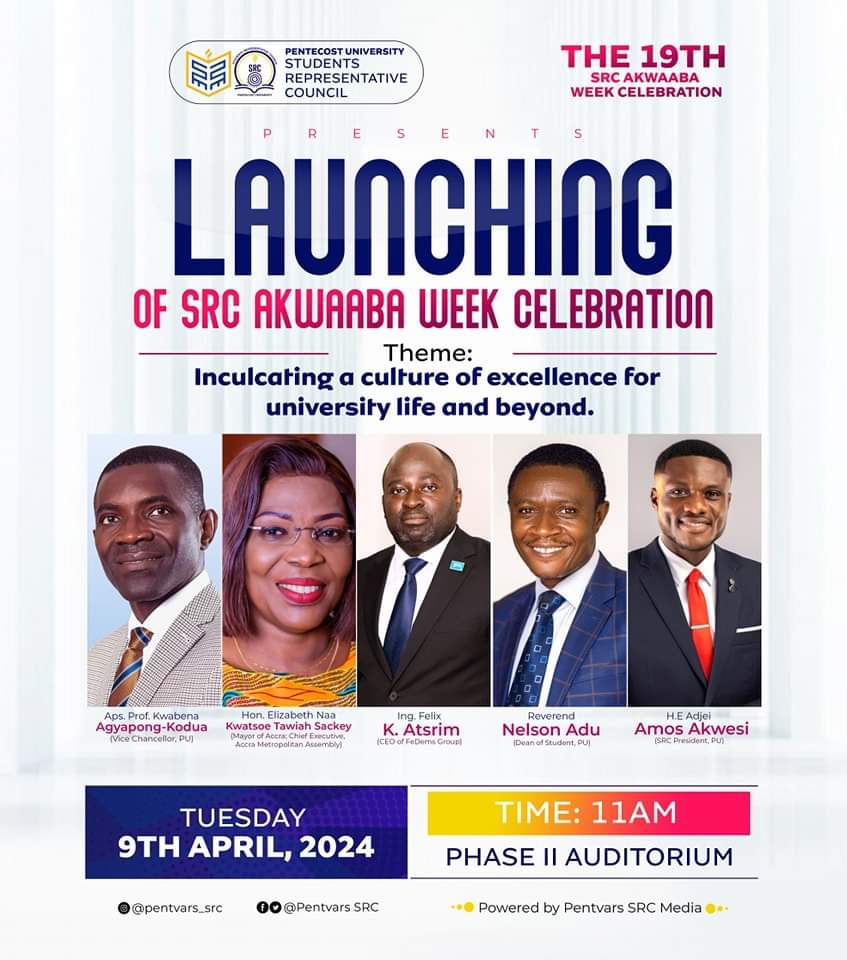 PENTECOST UNIVERSITY
STUDENTS
REPRESENTATIVE
COUNCIL
SRC
THE 19TH
SRC AKWAABA
WEEK CELEBRATION
PRESENTS
LAUNCHING
OF SRC AKWAABA WEEK CELEBRATION
Theme:
Inculcating a culture of excellence for
university life and beyond.
Aps. Prof. Kwabena
Agyapong-Kodua
(Vice Chancellor, PU)
Hon. Elizabeth Naa
Kwatsoe Tawiah Sackey
(Mayor of Accra; Chief Executive,
Accra Metropolitan Assembly)
Ing. Felix
K. Atsrim
(CEO of FeDems Group)
Reverend
Nelson Adu
(Dean of Student, PU)
H.E Adjei
Amos Akwesi
(SRC President, PU)
TUESDAY
9TH APRIL, 2024
TIME: 11AM
PHASE II AUDITORIUM
@pentvars_src
@Pentvars SRC
Powered by Pentvars SRC Media